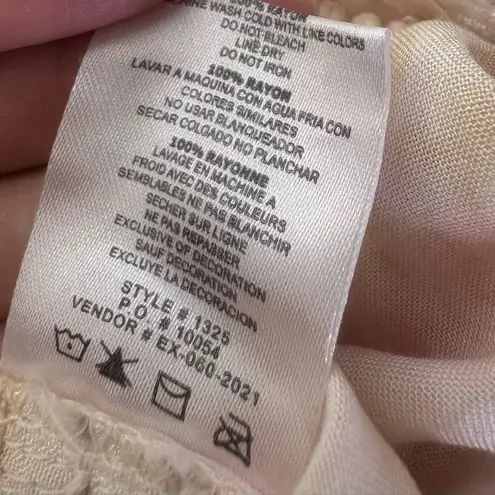 100% RAYON
MACHINE WASH COLD WITH LINE COLORS
DO NOT BLEACH
LINE DRY
DO NOT IRON
100% RAYON
LAVAR A MAQUINA CON AGUA FRIA CON
COLORES SIMILARES
NO USAR BLANQUEADOR
SECAR COLGADO NO PLANCHAR
100% RAYONNE
LAVAGE EN MACHINE A
FROID AVEC DES COULEURS
SEMBLABLES NE PAS BLANCHIR
SECHER SUR LIGNE
NE PAS REPASSER
EXCLUSIVE OF DECORATION
SAUF DECORATION
EXCLUYE LA DECORACION
STYLE # 1325
P.O # 10054
VENDOR # EX-060-2021